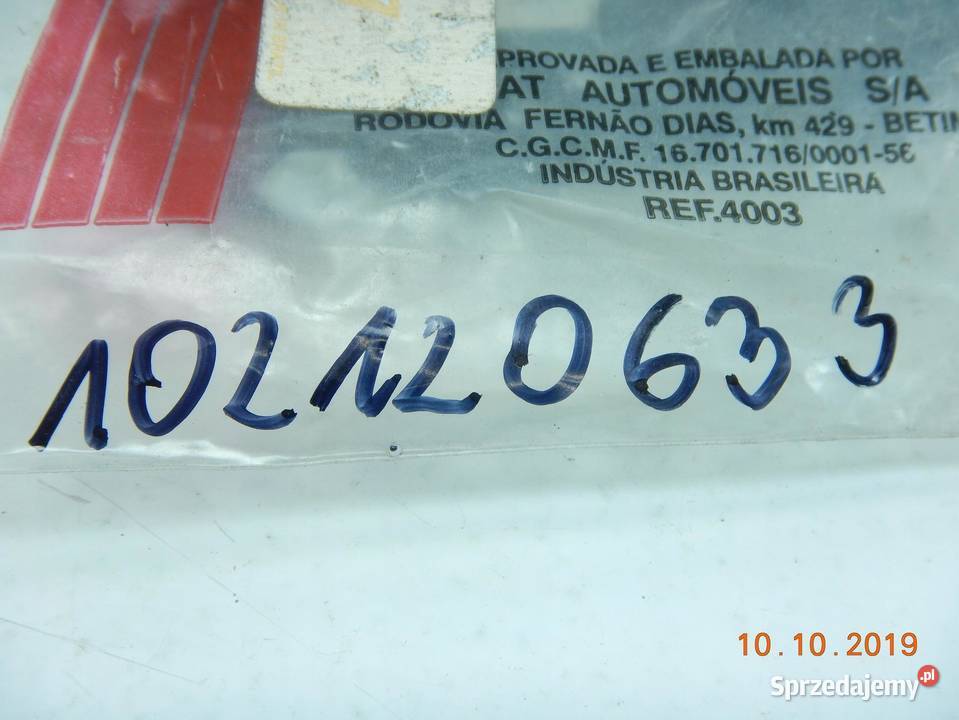 PROVADA E EMBALADA POR
AT AUTOMÓVEIS S/A
RODOVIA FERNÃO DIAS, km 429 - BETIM
C.G.C.M.F. 16.701.716/0001-56
INDÚSTRIA BRASILEIRA
REF.4003
102120633
10.10.2019
Sprzedajemy.pl